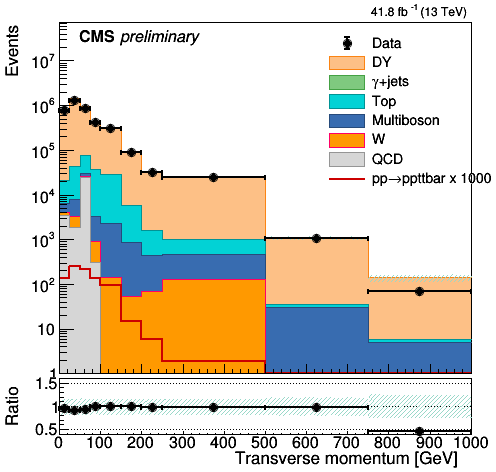 41.8 fb⁻¹ (13 TeV)
CMS preliminary
Events
Data
DY
γ+jets
Top
Multiboson
W
QCD
pp→ppttbar x 1000
10⁷
10⁶
10⁵
10⁴
10³
10²
10
1
Ratio
1.5
1
0.5
0 100 200 300 400 500 600 700 800 900 1000
Transverse momentum [GeV]